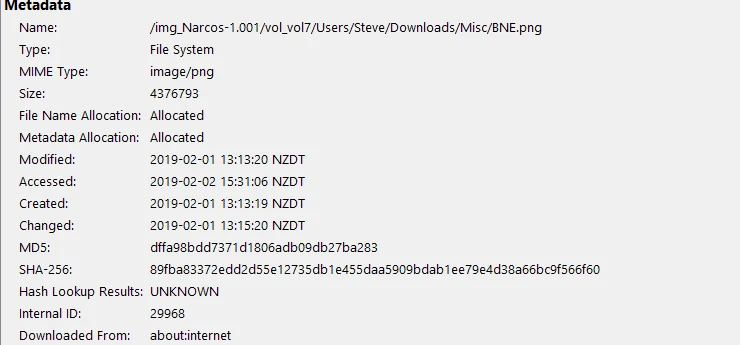 Metadata
Name: /img_Narcos-1.001/vol_vol7/Users/Steve/Downloads/Misc/BNE.png
Type: File System
MIME Type: image/png
Size: 4376793
File Name Allocation: Allocated
Metadata Allocation: Allocated
Modified: 2019-02-01 13:13:20 NZDT
Accessed: 2019-02-02 15:31:06 NZDT
Created: 2019-02-01 13:13:19 NZDT
Changed: 2019-02-01 13:15:20 NZDT
MD5: dffa98bdd7371d1806adb09db27ba283
SHA-256: 89fba83372edd2d55e12735db1e455daa5909bdab1ee79e4d38a66bc9f566f60
Hash Lookup Results: UNKNOWN
Internal ID: 29968
Downloaded From: about:internet